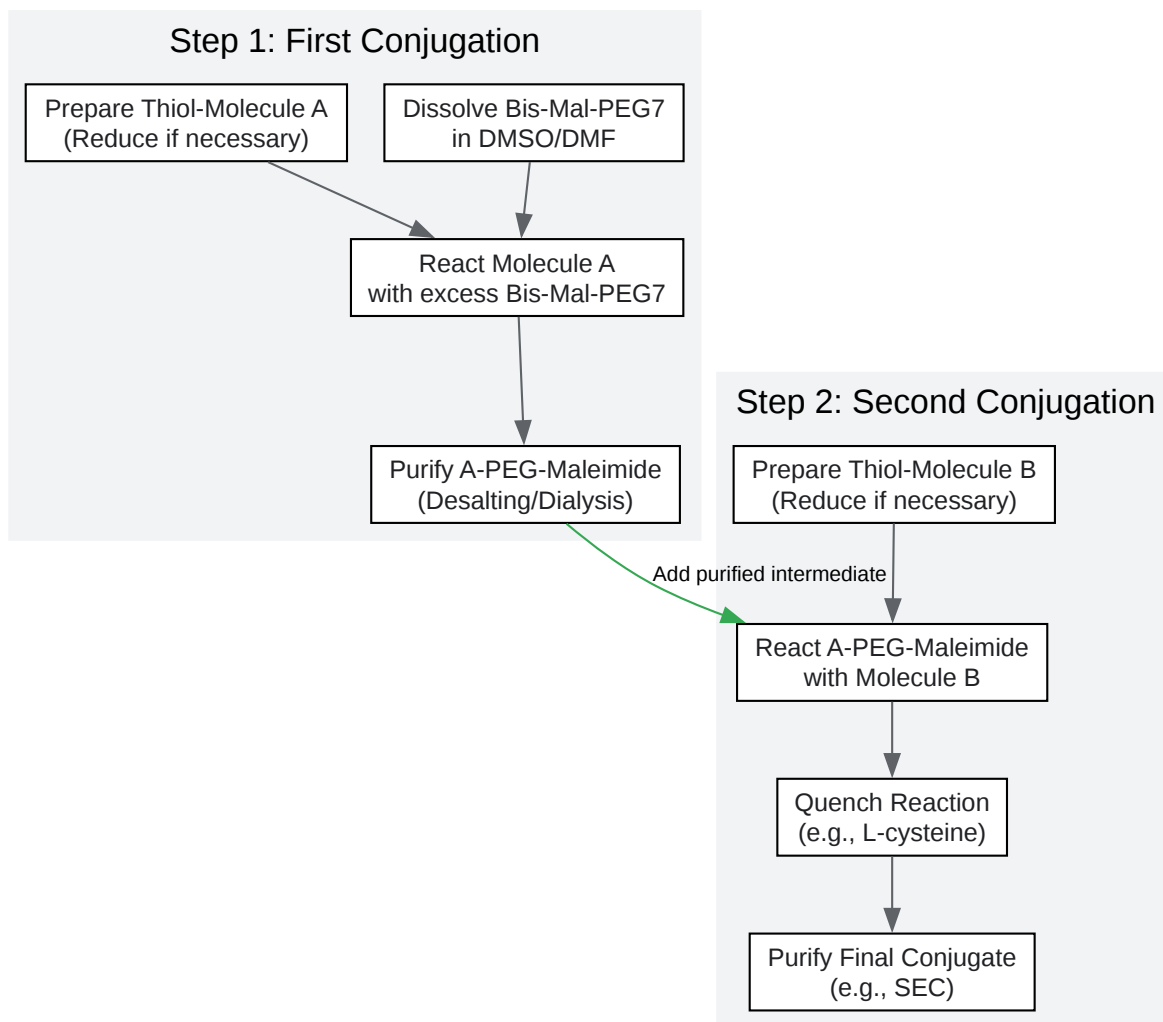 Step 1: First Conjugation
Prepare Thiol-Molecule A
(Reduce if necessary)
Dissolve Bis-Mal-PEG7
in DMSO/DMF
React Molecule A
with excess Bis-Mal-PEG7
Purify A-PEG-Maleimide
(Desalting/Dialysis)
Step 2: Second Conjugation
Prepare Thiol-Molecule B
(Reduce if necessary)
Add purified intermediate
React A-PEG-Maleimide
with Molecule B
Quench Reaction
(e.g., L-cysteine)
Purify Final Conjugate
(e.g., SEC)